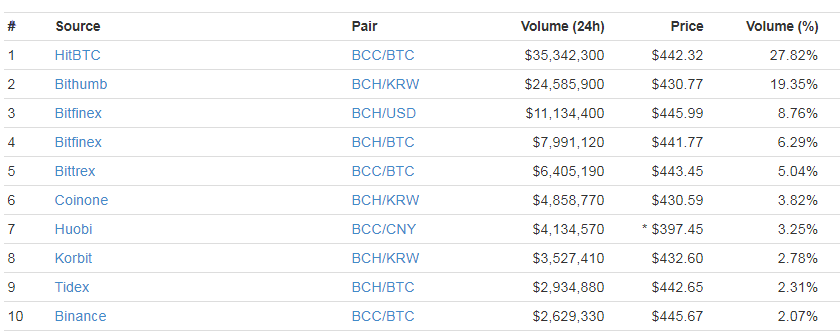 # Source Pair Volume (24h) Price Volume (%)
1 HitBTC BCC/BTC $35,342,300 $442.32 27.82%
2 Bithumb BCH/KRW $24,585,900 $430.77 19.35%
3 Bitfinex BCH/USD $11,134,400 $445.99 8.76%
4 Bitfinex BCH/BTC $7,991,120 $441.77 6.29%
5 Bittrex BCC/BTC $6,405,190 $443.45 5.04%
6 Coinone BCH/KRW $4,858,770 $430.59 3.82%
7 Huobi BCC/CNY $4,134,570 * $397.45 3.25%
8 Korbit BCH/KRW $3,527,410 $432.60 2.78%
9 Tidex BCH/BTC $2,934,880 $442.65 2.31%
10 Binance BCC/BTC $2,629,330 $445.67 2.07%